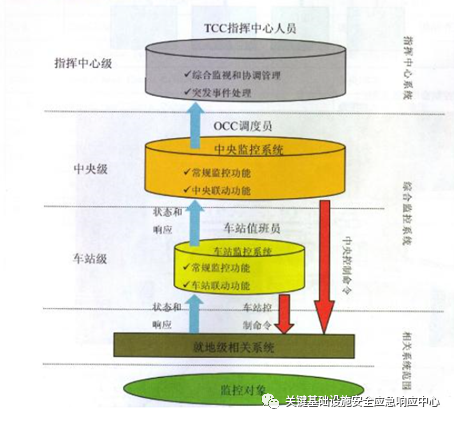 TCC指挥中心人员
指挥中心级
✓综合监视和协调管理
✓突发事件处理
指挥中心系统
OCC调度员
中央监控系统
中央级
✓常规监控功能
✓中央联动功能
综合监控系统
状态和
响应
车站值班员
中央控制命令
车站监控系统
车站级
✓常规监控功能
✓车站联动功能
状态和
响应
车站控
制命令
就地级相关系统
相关系统范围
监控对象
关键基础设施安全应急响应中心